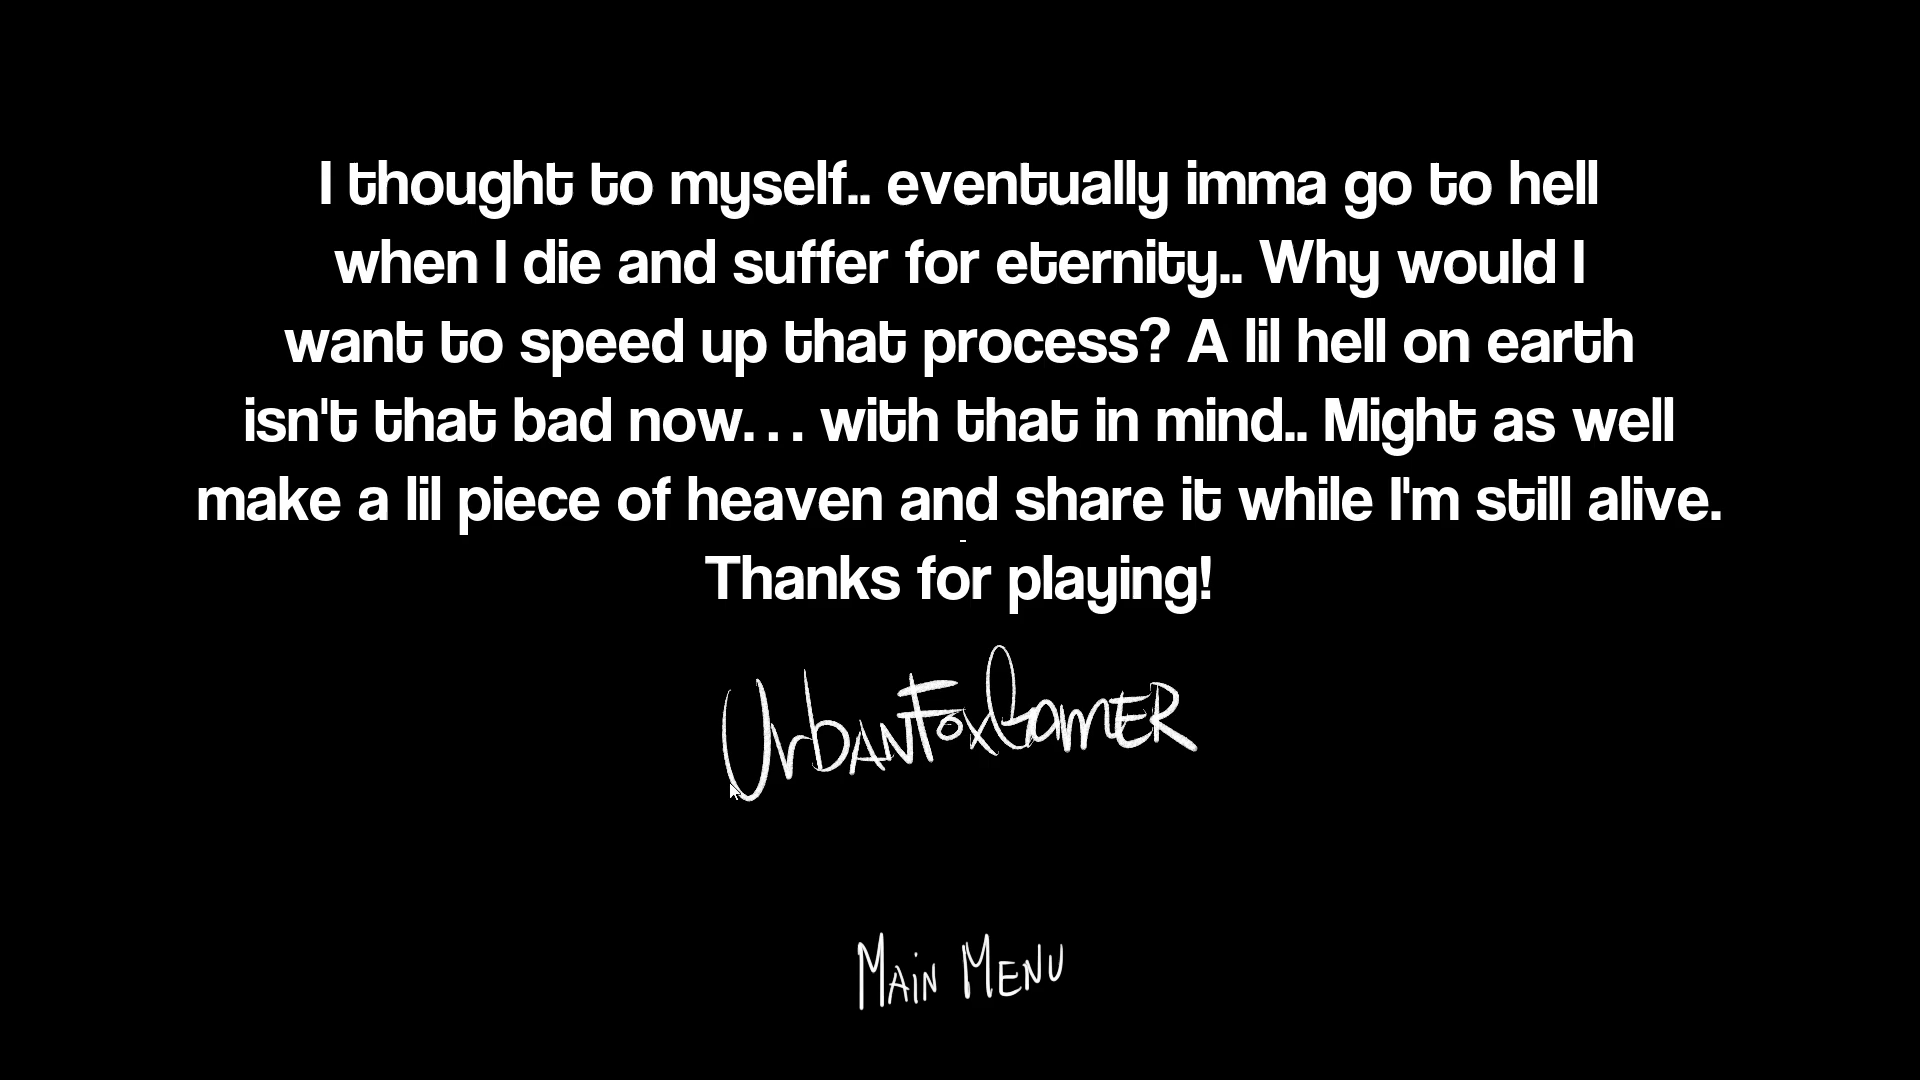 I thought to myself.. eventually imma go to hell
when I die and suffer for eternity.. Why would I
want to speed up that process? A lil hell on earth
isn't that bad now... with that in mind.. Might as well
make a lil piece of heaven and share it while I'm still alive.
Thanks for playing!
UrbanFoxGamer
Main Menu